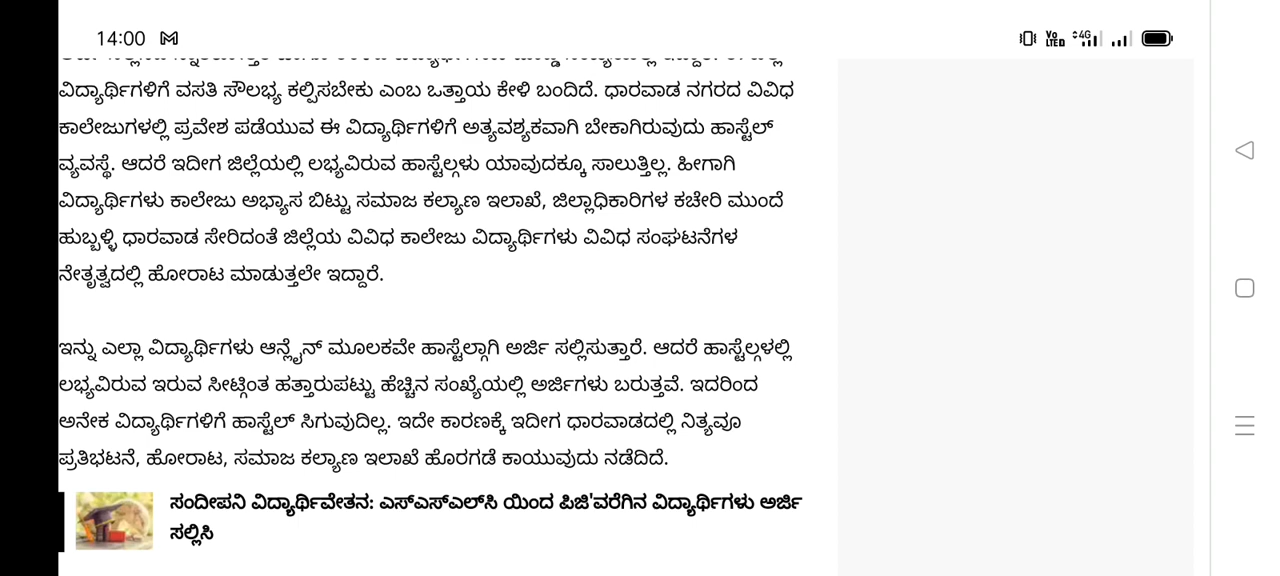 14:00
VoLTE 4G
ವಿದ್ಯಾರ್ಥಿಗಳಿಗೆ ವಸತಿ ಸೌಲಭ್ಯ ಕಲ್ಪಿಸಬೇಕು ಎಂಬ ಒತ್ತಾಯ ಕೇಳಿ ಬಂದಿದೆ. ಧಾರವಾಡ ನಗರದ ವಿವಿಧ
ಕಾಲೇಜುಗಳಲ್ಲಿ ಪ್ರವೇಶ ಪಡೆಯುವ ಈ ವಿದ್ಯಾರ್ಥಿಗಳಿಗೆ ಅತ್ಯವಶ್ಯಕವಾಗಿ ಬೇಕಾಗಿರುವುದು ಹಾಸ್ಟೆಲ್
ವ್ಯವಸ್ಥೆ. ಆದರೆ ಇದೀಗ ಜಿಲ್ಲೆಯಲ್ಲಿ ಲಭ್ಯವಿರುವ ಹಾಸ್ಟೆಲ್ಗಳು ಯಾವುದಕ್ಕೂ ಸಾಲುತ್ತಿಲ್ಲ. ಹೀಗಾಗಿ
ವಿದ್ಯಾರ್ಥಿಗಳು ಕಾಲೇಜು ಅಭ್ಯಾಸ ಬಿಟ್ಟು ಸಮಾಜ ಕಲ್ಯಾಣ ಇಲಾಖೆ, ಜಿಲ್ಲಾಧಿಕಾರಿಗಳ ಕಚೇರಿ ಮುಂದೆ
ಹುಬ್ಬಳ್ಳಿ ಧಾರವಾಡ ಸೇರಿದಂತೆ ಜಿಲ್ಲೆಯ ವಿವಿಧ ಕಾಲೇಜು ವಿದ್ಯಾರ್ಥಿಗಳು ವಿವಿಧ ಸಂಘಟನೆಗಳ
ನೇತೃತ್ವದಲ್ಲಿ ಹೋರಾಟ ಮಾಡುತ್ತಲೇ ಇದ್ದಾರೆ.
ಇನ್ನು ಎಲ್ಲಾ ವಿದ್ಯಾರ್ಥಿಗಳು ಆನ್ಲೈನ್ ಮೂಲಕವೇ ಹಾಸ್ಟೆಲ್ಗಾಗಿ ಅರ್ಜಿ ಸಲ್ಲಿಸುತ್ತಾರೆ. ಆದರೆ ಹಾಸ್ಟೆಲ್ಗಳಲ್ಲಿ
ಲಭ್ಯವಿರುವ ಇರುವ ಸೀಟ್ಗಿಂತ ಹತ್ತಾರುಪಟ್ಟು ಹೆಚ್ಚಿನ ಸಂಖ್ಯೆಯಲ್ಲಿ ಅರ್ಜಿಗಳು ಬರುತ್ತವೆ. ಇದರಿಂದ
ಅನೇಕ ವಿದ್ಯಾರ್ಥಿಗಳಿಗೆ ಹಾಸ್ಟೆಲ್ ಸಿಗುವುದಿಲ್ಲ. ಇದೇ ಕಾರಣಕ್ಕೆ ಇದೀಗ ಧಾರವಾಡದಲ್ಲಿ ನಿತ್ಯವೂ
ಪ್ರತಿಭಟನೆ, ಹೋರಾಟ, ಸಮಾಜ ಕಲ್ಯಾಣ ಇಲಾಖೆ ಹೊರಗಡೆ ಕಾಯುವುದು ನಡೆದಿದೆ.
ಸಂದೀಪನಿ ವಿದ್ಯಾರ್ಥಿವೇತನ: ಎಸ್ಎಸ್ಎಲ್‌ಸಿ ಯಿಂದ ಪಿಜಿ'ವರೆಗಿನ ವಿದ್ಯಾರ್ಥಿಗಳು ಅರ್ಜಿ
ಸಲ್ಲಿಸಿ